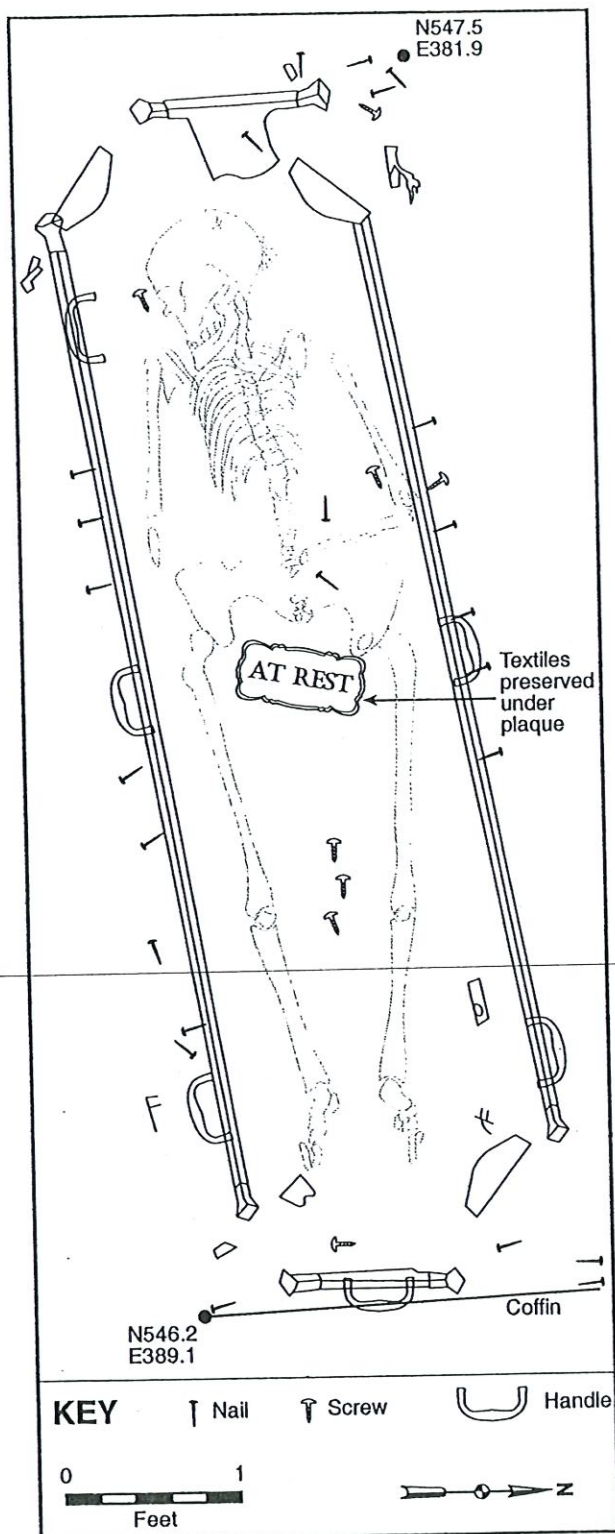 N547.5
E381.9
AT REST
Textiles
preserved
under
plaque
Coffin
N546.2
E389.1
KEY
Nail
Screw
Handle
0 1
Feet
N